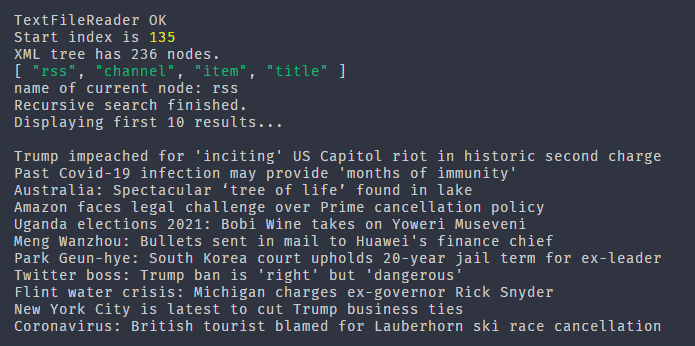 TextFileReader OK
Start index is 135
XML tree has 236 nodes.
[ "rss", "channel", "item", "title" ]
name of current node: rss
Recursive search finished.
Displaying first 10 results...
Trump impeached for 'inciting' US Capitol riot in historic second charge
Past Covid-19 infection may provide 'months of immunity'
Australia: Spectacular ‘tree of life’ found in lake
Amazon faces legal challenge over Prime cancellation policy
Uganda elections 2021: Bobi Wine takes on Yoweri Museveni
Meng Wanzhou: Bullets sent in mail to Huawei's finance chief
Park Geun-hye: South Korea court upholds 20-year jail term for ex-leader
Twitter boss: Trump ban is 'right' but 'dangerous'
Flint water crisis: Michigan charges ex-governor Rick Snyder
New York City is latest to cut Trump business ties
Coronavirus: British tourist blamed for Lauberhorn ski race cancellation